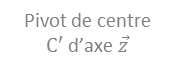 Pivot de centre
C′ d’axe z⃗